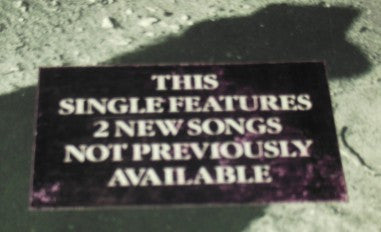 THIS
SINGLE FEATURES
2 NEW SONGS
NOT PREVIOUSLY
AVAILABLE